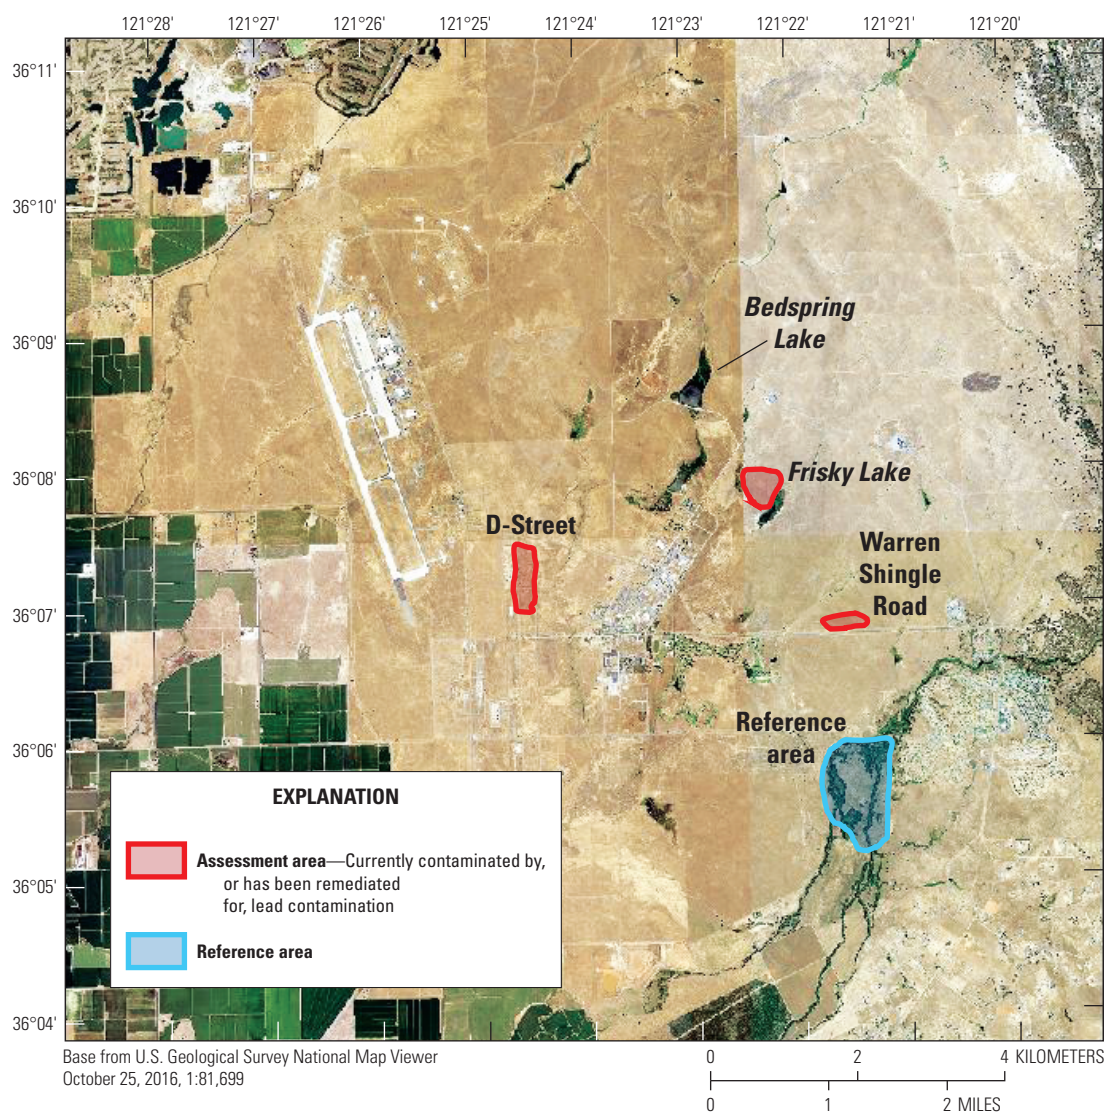 121°28' 121°27' 121°26' 121°25' 121°24' 121°23' 121°22' 121°21' 121°20'
36°11'
36°10'
36°09'
36°08'
36°07'
36°06'
36°05'
36°04'
Bedspring
Lake
Frisky Lake
D-Street
Warren
Shingle
Road
Reference
area
EXPLANATION
Assessment area—Currently contaminated by,
or has been remediated
for, lead contamination
Reference area
Base from U.S. Geological Survey National Map Viewer
October 25, 2016, 1:81,699
0 2 4 KILOMETERS
0 1 2 MILES